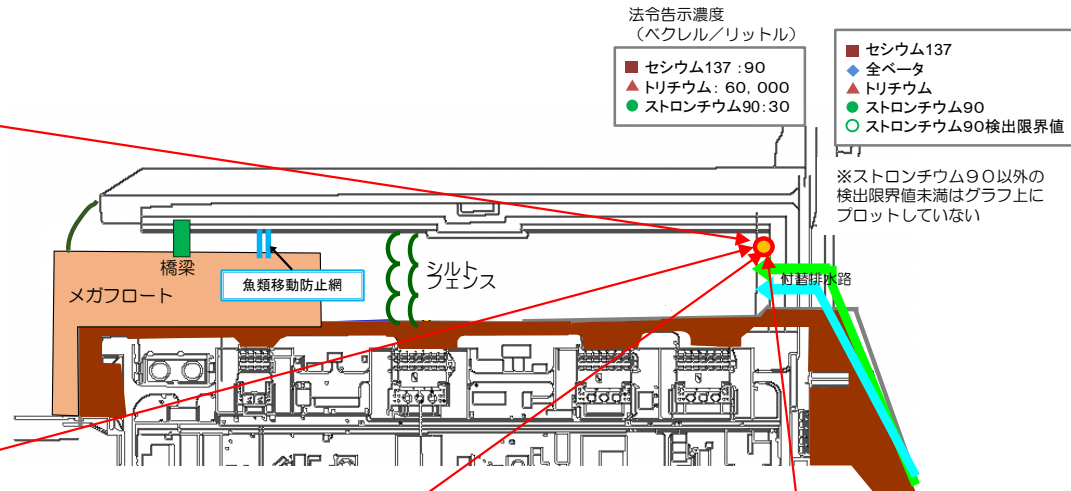 法令告示濃度
(ベクレル/リットル)
■ セシウム137 :90
▲ トリチウム: 60, 000
● ストロンチウム90:30
■ セシウム137
◆ 全ベータ
▲ トリチウム
● ストロンチウム90
○ ストロンチウム90検出限界値
※ストロンチウム90以外の
検出限界値未満はグラフ上に
プロットしていない
橋梁
メガフロート
魚類移動防止網
シルト
フェンス
付替排水路